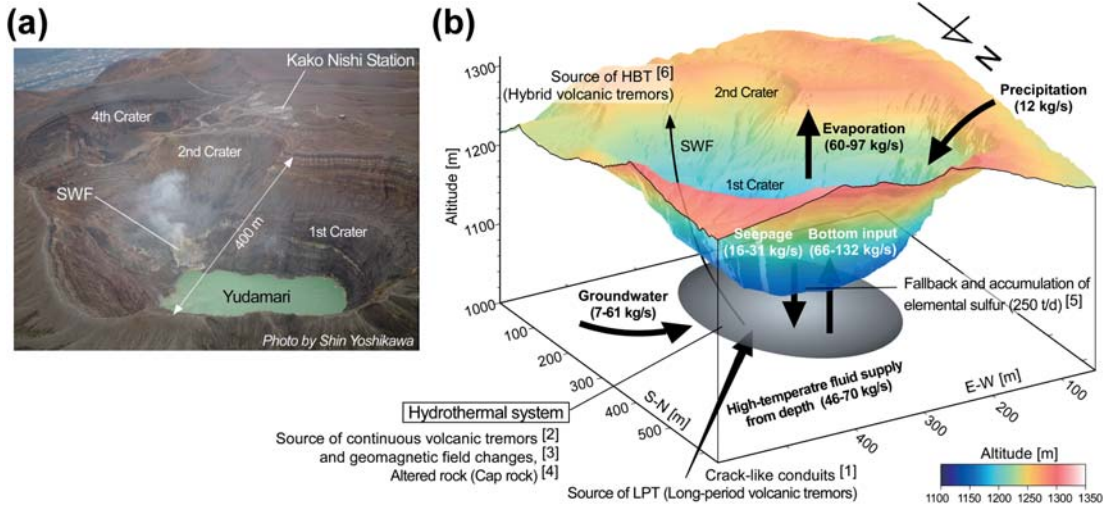 (a)
Kako Nishi Station
4th Crater
2nd Crater
SWF
400 m
1st Crater
Yudamari
Photo by Shin Yoshikawa
(b)
N
1300
1200
1100
1000
Altitude [m]
Source of HBT [6]
(Hybrid volcanic tremors)
2nd Crater
Precipitation
(12 kg/s)
Evaporation
(60-97 kg/s)
SWF
1st Crater
Seepage
(16-31 kg/s)
Bottom input
(66-132 kg/s)
Fallback and accumulation of
elemental sulfur (250 t/d) [5]
Groundwater
(7-61 kg/s)
100
200
300
400
500
S-N [m]
High-temperatre fluid supply
from depth (46-70 kg/s)
E-W [m]
100
200
300
400
Hydrothermal system
Source of continuous volcanic tremors [2]
and geomagnetic field changes, [3]
Altered rock (Cap rock) [4]
Crack-like conduits [1]
Source of LPT (Long-period volcanic tremors)
Altitude [m]
1100 1150 1200 1250 1300 1350